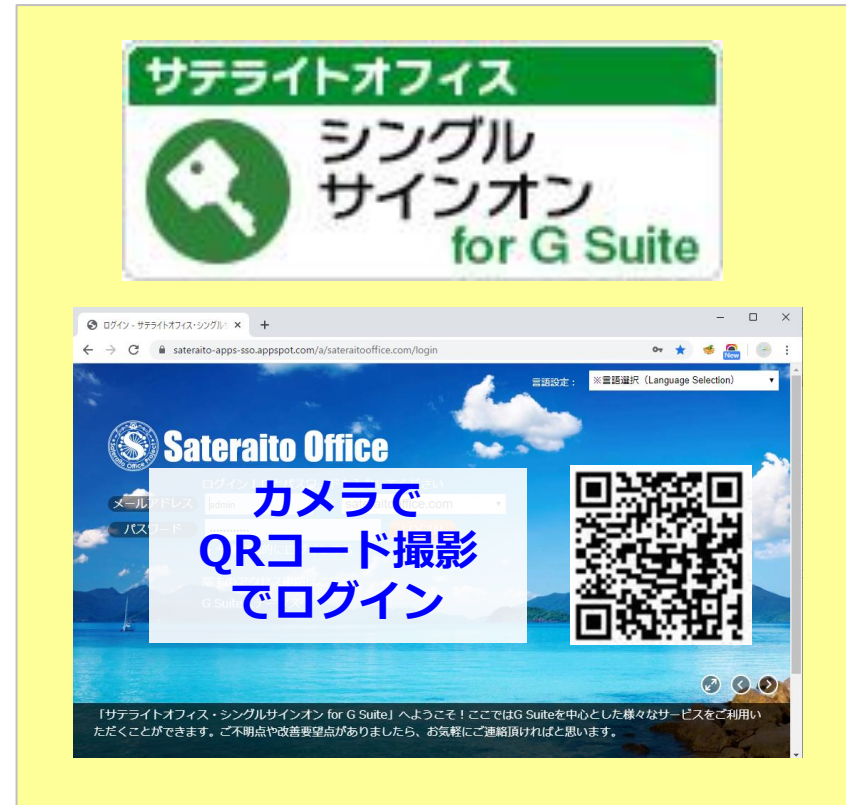 サテライトオフィス
シングル
サインオン
for G Suite
ログイン - サテライトオフィス・シングル
sateraito-apps-sso.appspot.com/a/sateraitooffice.com/login
New
言語設定：
※言語選択（Language Selection）
Sateraito Office
メールアドレス
admin
パスワード
カメラで
QRコード撮影
でログイン
「サテライトオフィス・シングルサインオン for G Suite」へようこそ！ここではG Suiteを中心とした様々なサービスをご利用い
ただくことができます。ご不明点や改善要望点がありましたら、お気軽にご連絡頂ければと思います。